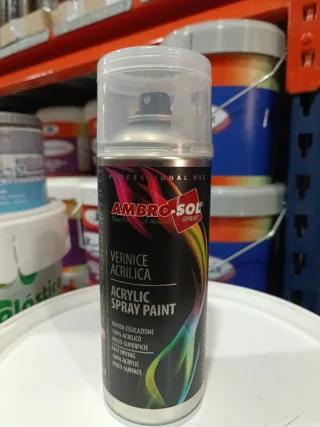 PROFESSIONAL USE
AMBRO-SOL
SPRAY
VERNICE
ACRILICA
ACRYLIC
SPRAY PAINT
RAPIDA ESSICAZIONE
100% ACRILICO
MULTI-SUPERFICIE
FAST DRYING
100% ACRYLIC
MULTI-SURFACE